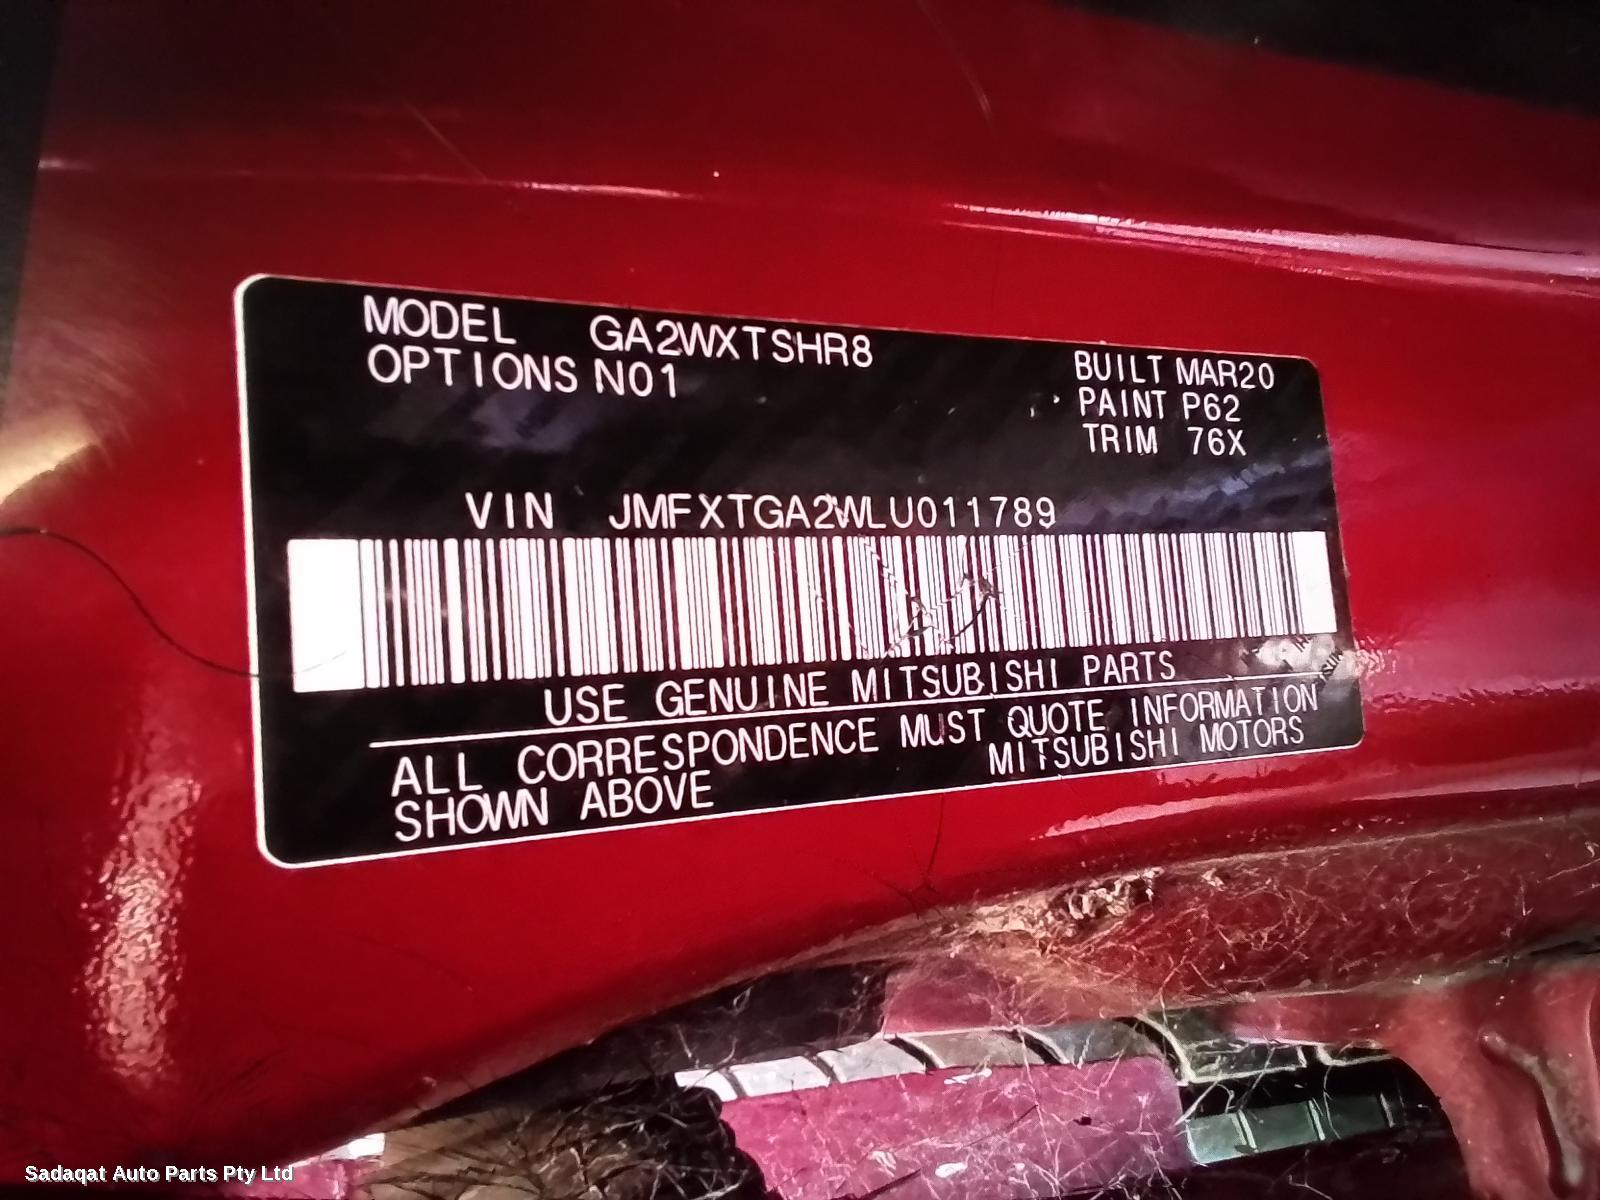 MODEL GA2WXTSHR8
OPTIONS N01
BUILT MAR20
PAINT P62
TRIM 76X
VIN JMFXTGA2WLU011789
USE GENUINE MITSUBISHI PARTS
ALL CORRESPONDENCE MUST QUOTE INFORMATION
SHOWN ABOVE MITSUBISHI MOTORS
Sadaqat Auto Parts Pty Ltd